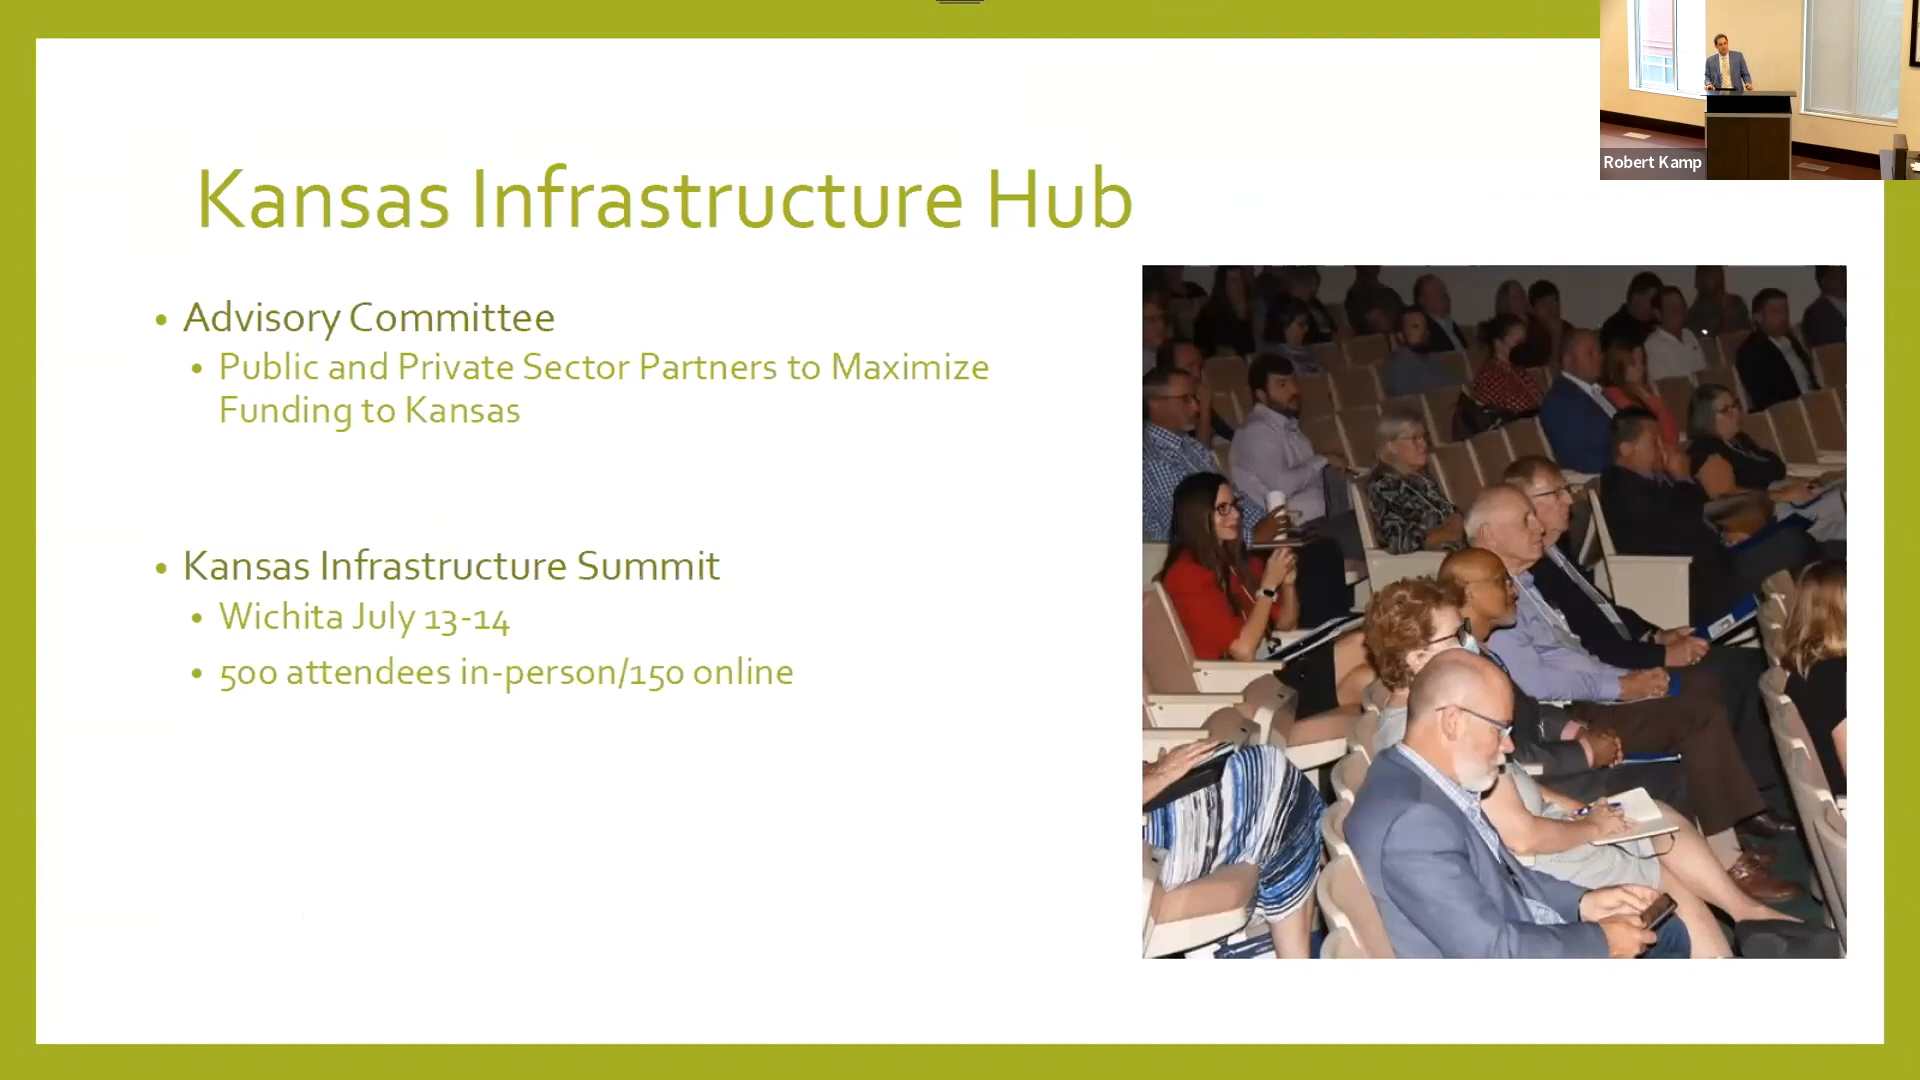 Robert Kamp
Kansas Infrastructure Hub
• Advisory Committee
• Public and Private Sector Partners to Maximize
Funding to Kansas
• Kansas Infrastructure Summit
• Wichita July 13-14
• 500 attendees in-person/150 online